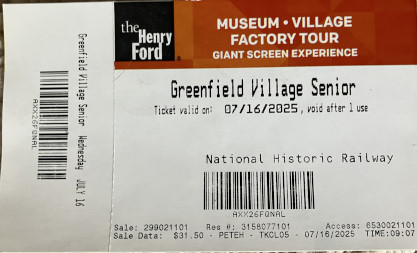 Greenfield Village Senior Wednesday JULY 16
AXX26FQNAL
the
Henry
Ford
MUSEUM • VILLAGE
FACTORY TOUR
GIANT SCREEN EXPERIENCE
Greenfield Village Senior
Ticket valid on: 07/16/2025, void after 1 use
National Historic Railway
AXX26FQNAL
Sale: 299021101 Res #: 3158077101 Access: 6530021101
Sale Data: $31.50 - PETEH - TKCL05 - 07/16/2025 TIME:09:07